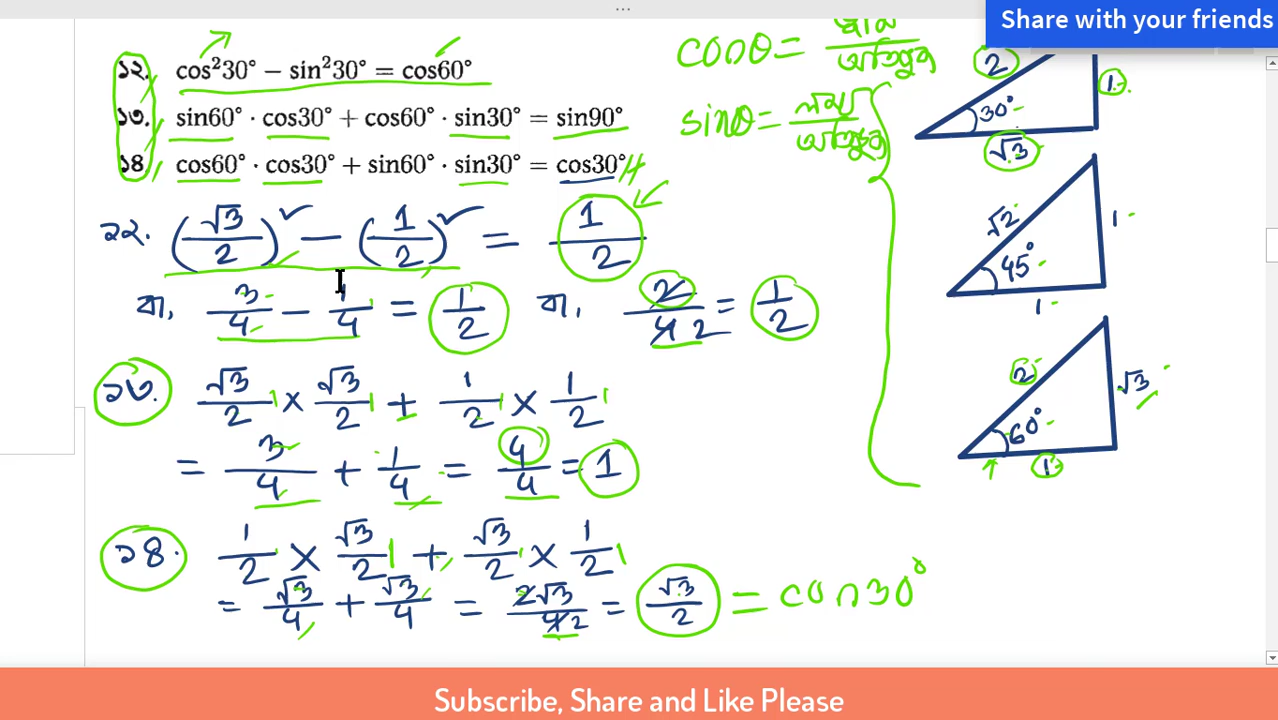 Share with your friends
১২. cos²30° − sin²30° = cos60°
১৩. sin60° · cos30° + cos60° · sin30° = sin90°
১৪. cos60° · cos30° + sin60° · sin30° = cos30°
cosθ =
sinθ =
১২. (√3/2)² − (1/2)² = 1/2
বা, 3/4 − 1/4 = 1/2 বা, 2/4 2 = 1/2
১৩. √3/2 × √3/2 + 1/2 × 1/2
= 3/4 + 1/4 = 4/4 = 1
১৪. 1/2 × √3/2 + √3/2 × 1/2
= √3/4 + √3/4 = 2√3/4 2 = √3/2 = cos30°
2
1
30°
√3
√2
1
45°
1
2
√3
60°
1
Subscribe, Share and Like Please